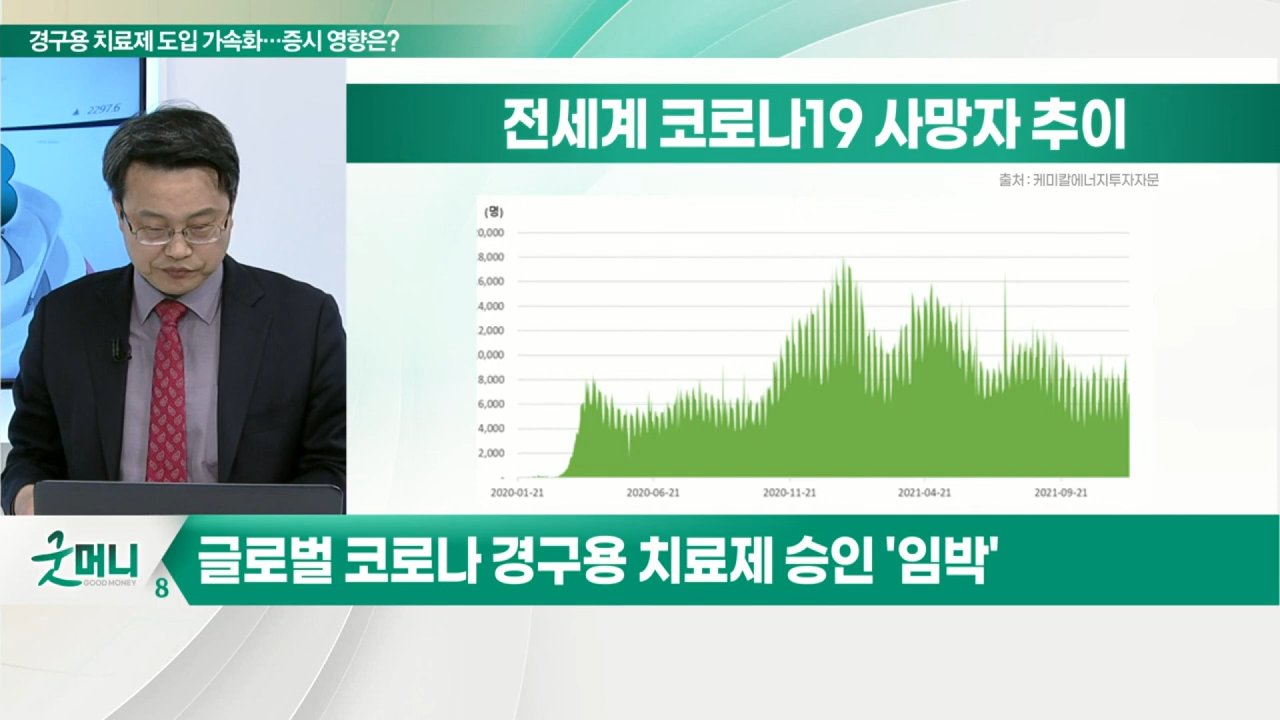 경구용 치료제 도입 가속화···증시 영향은?
▲ 2297.6
전세계 코로나19 사망자 추이
출처 : 케미칼에너지투자자문
(명)
0,000
8,000
6,000
4,000
2,000
0,000
8,000
6,000
4,000
2,000
-
2020-01-21 2020-06-21 2020-11-21 2021-04-21 2021-09-21
굿머니
GOOD MONEY
8
글로벌 코로나 경구용 치료제 승인 '임박'